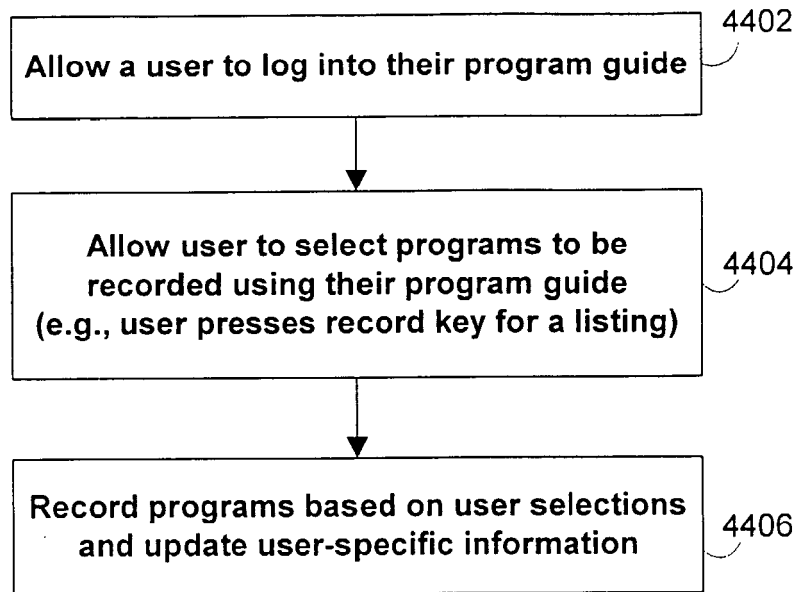 4402
Allow a user to log into their program guide
Allow user to select programs to be
recorded using their program guide
(e.g., user presses record key for a listing)
4404
Record programs based on user selections
and update user-specific information
4406